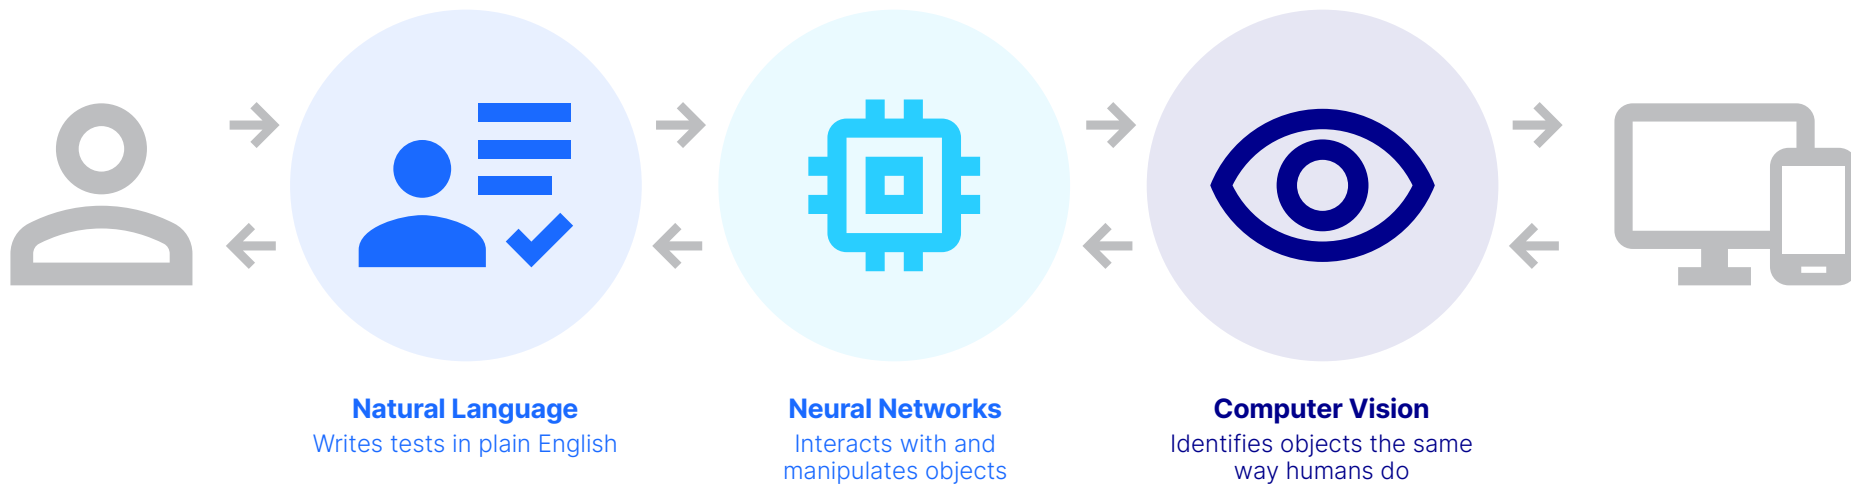 Natural Language
Writes tests in plain English
Neural Networks
Interacts with and
manipulates objects
Computer Vision
Identifies objects the same
way humans do